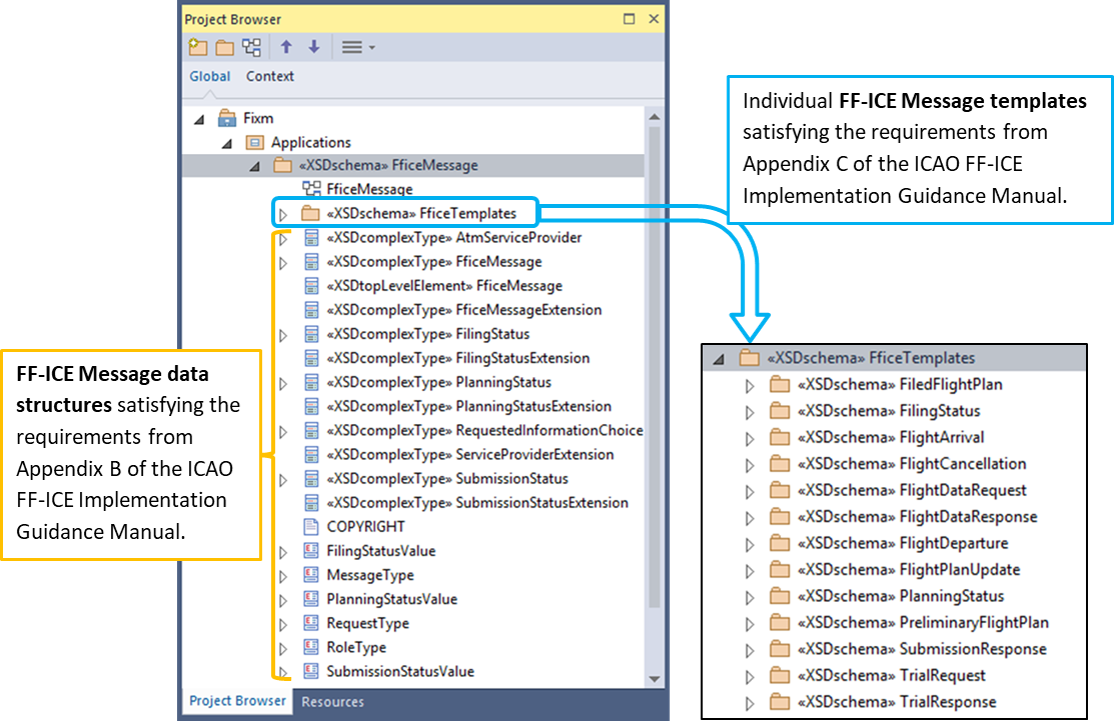 Project Browser
Global Context
Fixm
Applications
«XSDschema» FficeMessage
FficeMessage
«XSDschema» FficeTemplates
«XSDcomplexType» AtmServiceProvider
«XSDcomplexType» FficeMessage
«XSDtopLevelElement» FficeMessage
«XSDcomplexType» FficeMessageExtension
«XSDcomplexType» FilingStatus
«XSDcomplexType» FilingStatusExtension
«XSDcomplexType» PlanningStatus
«XSDcomplexType» PlanningStatusExtension
«XSDcomplexType» RequestedInformationChoice
«XSDcomplexType» ServiceProviderExtension
«XSDcomplexType» SubmissionStatus
«XSDcomplexType» SubmissionStatusExtension
COPYRIGHT
FilingStatusValue
MessageType
PlanningStatusValue
RequestType
RoleType
SubmissionStatusValue
Project Browser Resources
FF-ICE Message data
structures satisfying the
requirements from
Appendix B of the ICAO
FF-ICE Implementation
Guidance Manual.
Individual FF-ICE Message templates
satisfying the requirements from
Appendix C of the ICAO FF-ICE
Implementation Guidance Manual.
«XSDschema» FficeTemplates
«XSDschema» FiledFlightPlan
«XSDschema» FilingStatus
«XSDschema» FlightArrival
«XSDschema» FlightCancellation
«XSDschema» FlightDataRequest
«XSDschema» FlightDataResponse
«XSDschema» FlightDeparture
«XSDschema» FlightPlanUpdate
«XSDschema» PlanningStatus
«XSDschema» PreliminaryFlightPlan
«XSDschema» SubmissionResponse
«XSDschema» TrialRequest
«XSDschema» TrialResponse